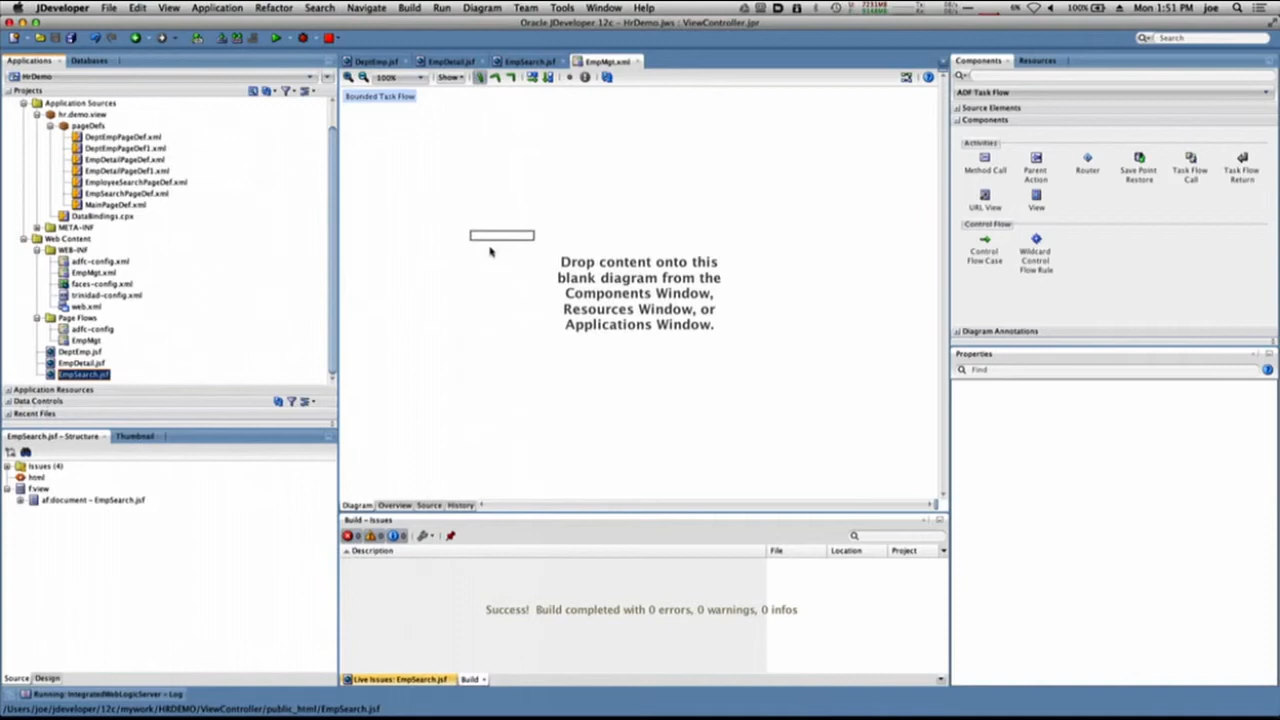 JDeveloper File Edit View Application Refactor Search Navigate Build Run Diagram Team Tools Window Help 6% 100% Mon 1:51 PM joe
Oracle JDeveloper 12c - HrDemo.jws : ViewController.jpr
Search
Applications
Databases
HrDemo
Projects
Application Sources
hr.demo.view
pageDefs
DeptEmpPageDef.xml
DeptEmpPageDef1.xml
EmpDetailPageDef.xml
EmpDetailPageDef1.xml
EmployeeSearchPageDef.xml
EmpSearchPageDef.xml
MainPageDef.xml
DataBindings.cpx
META-INF
Web Content
WEB-INF
adfc-config.xml
EmpMgt.xml
faces-config.xml
trinidad-config.xml
web.xml
Page Flows
adfc-config
EmpMgt
DeptEmp.jsf
EmpDetail.jsf
EmpSearch.jsf
Application Resources
Data Controls
Recent Files
EmpSearch.jsf - Structure
Thumbnail
Issues (4)
html
f:view
af:document - EmpSearch.jsf
Source Design
DeptEmp.jsf
EmpDetail.jsf
EmpSearch.jsf
EmpMgt.xml
100%
Show
Bounded Task Flow
Drop content onto this
blank diagram from the
Components Window,
Resources Window, or
Applications Window.
Diagram Overview Source History
Build - Issues
0 0 0
Description File Location Project
Success! Build completed with 0 errors, 0 warnings, 0 infos
Live Issues: EmpSearch.jsf
Build
Components
Resources
ADF Task Flow
Source Elements
Components
Activities
Method Call
Parent Action
Router
Save Point Restore
Task Flow Call
Task Flow Return
URL View
View
Control Flow
Control Flow Case
Wildcard Control Flow Rule
Diagram Annotations
Properties
Find
Running: IntegratedWebLogicServer - Log
/Users/joe/jdeveloper/12c/mywork/HRDEMO/ViewController/public_html/EmpSearch.jsf